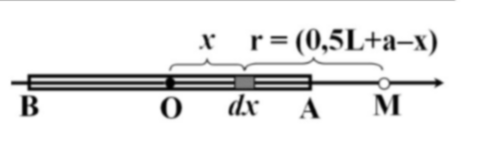 x r = (0,5L+a–x)
B O dx A M